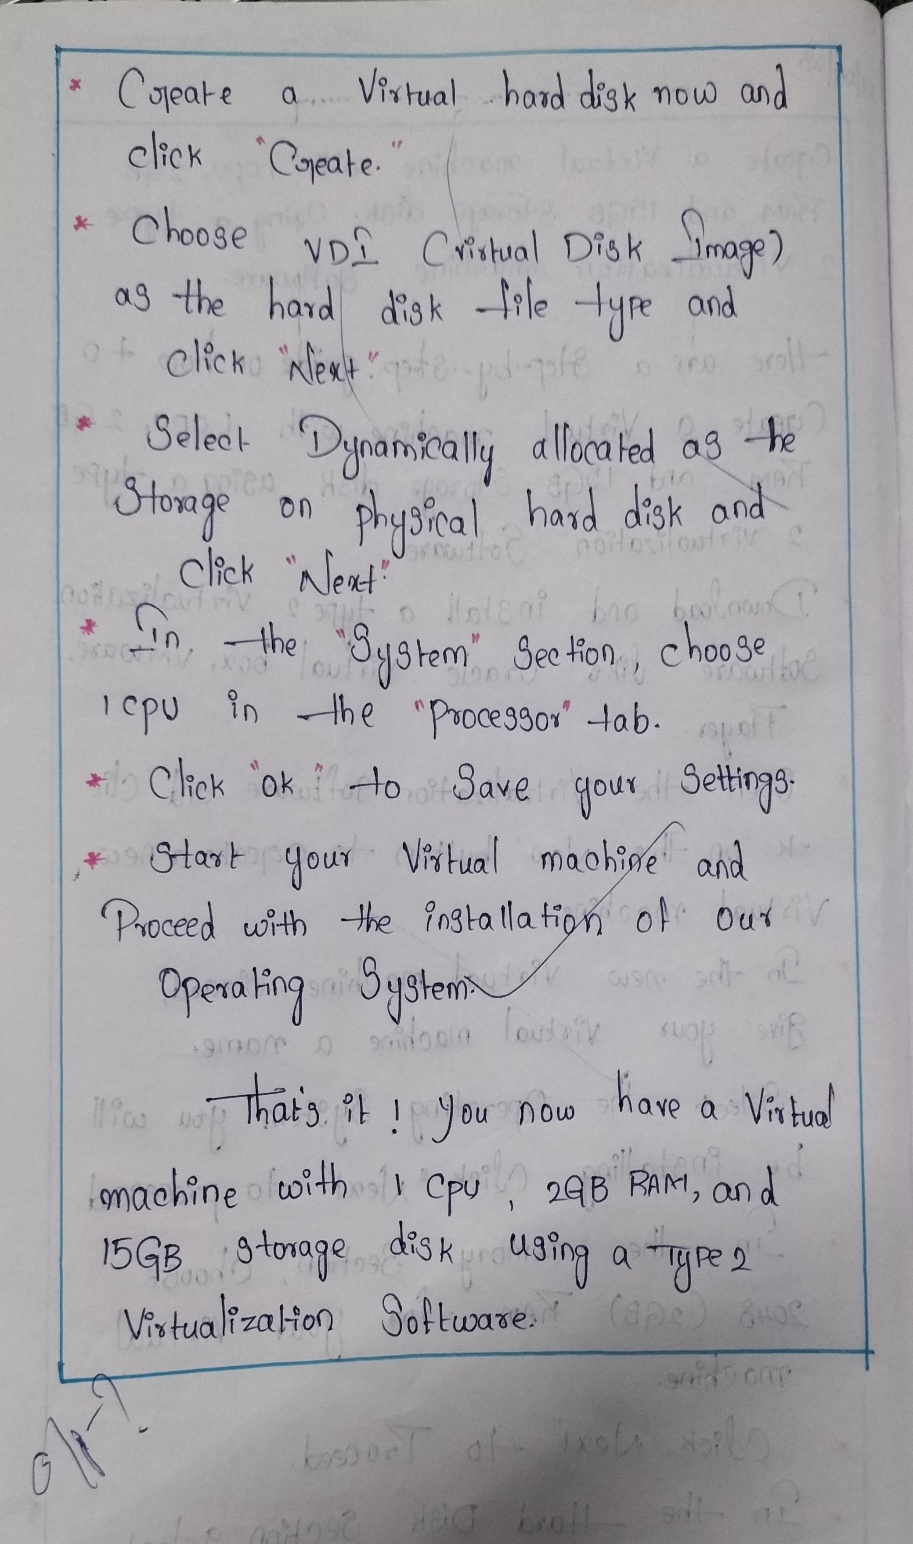 * Create a Virtual hard disk now and
click "Create."
* Choose VDI (virtual Disk Image)
as the hard disk file type and
click "Next".
* Select Dynamically allocated as the
Storage on physical hard disk and
Click "Next"
* In the "System" Section, choose
1 cpu in the "Processor" tab.
* Click "ok" to Save your Settings.
* Start your Virtual machine and
Proceed with the installation of our
Operating System.
That's it! You now have a Virtual
machine with 1 cpu, 2GB RAM, and
15GB storage disk using a Type 2
Virtualization Software.